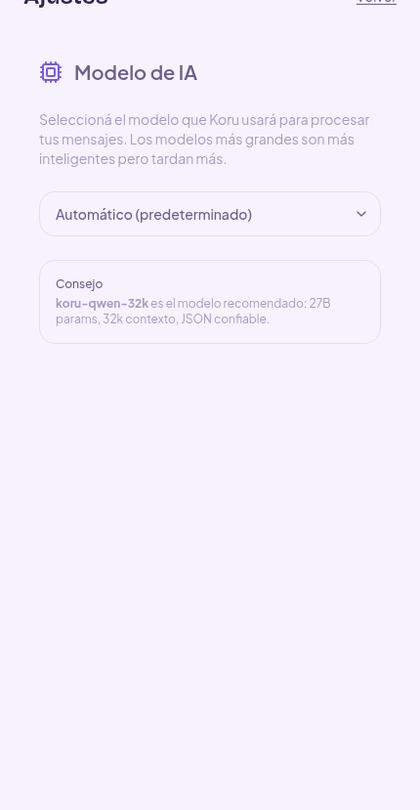 Ajustes
Volver
Modelo de IA
Seleccioná el modelo que Koru usará para procesar
tus mensajes. Los modelos más grandes son más
inteligentes pero tardan más.
Automático (predeterminado)
Consejo
koru-qwen-32k es el modelo recomendado: 27B
params, 32k contexto, JSON confiable.